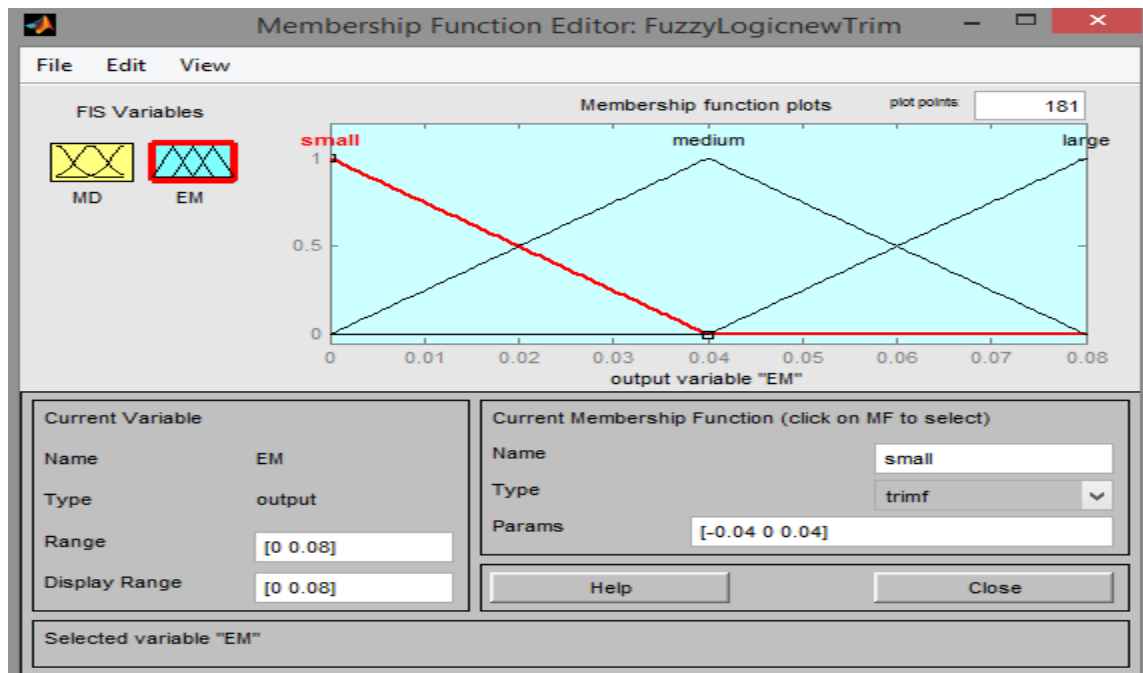 Membership Function Editor: FuzzyLogicnewTrim
File Edit View
FIS Variables
MD
EM
Membership function plots
plot points:
181
small
medium
large
1
0.5
0
0 0.01 0.02 0.03 0.04 0.05 0.06 0.07 0.08
output variable "EM"
Current Variable
Name EM
Type output
Range [0 0.08]
Display Range [0 0.08]
Current Membership Function (click on MF to select)
Name small
Type trimf
Params [-0.04 0 0.04]
Help
Close
Selected variable "EM"